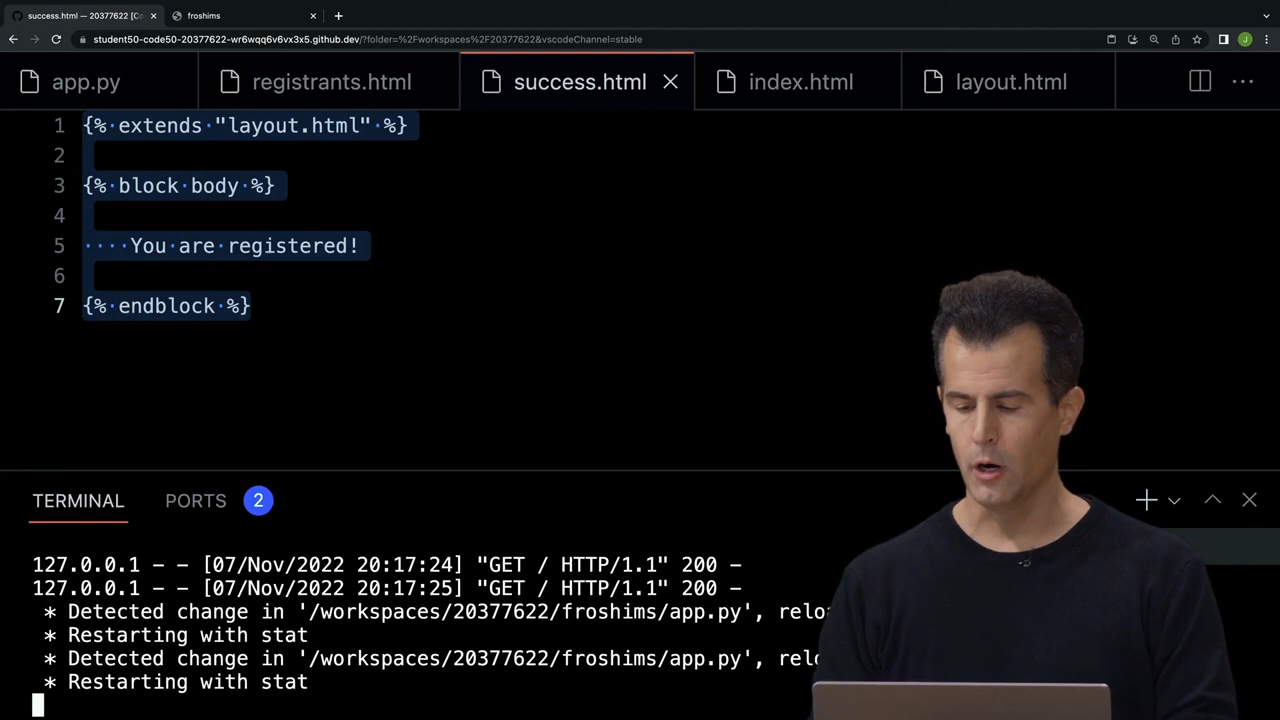 success.html — 20377622 [Co
froshims
student50-code50-20377622-wr6wqq6v6vx3x5.github.dev/?folder=%2Fworkspaces%2F20377622&vscodeChannel=stable
J
app.py
registrants.html
success.html
index.html
layout.html
1 {% extends "layout.html" %}
2
3 {% block body %}
4
5 You are registered!
6
7 {% endblock %}
TERMINAL
PORTS 2
127.0.0.1 - - [07/Nov/2022 20:17:24] "GET / HTTP/1.1" 200 -
127.0.0.1 - - [07/Nov/2022 20:17:25] "GET / HTTP/1.1" 200 -
* Detected change in '/workspaces/20377622/froshims/app.py', relo
* Restarting with stat
* Detected change in '/workspaces/20377622/froshims/app.py', relo
* Restarting with stat